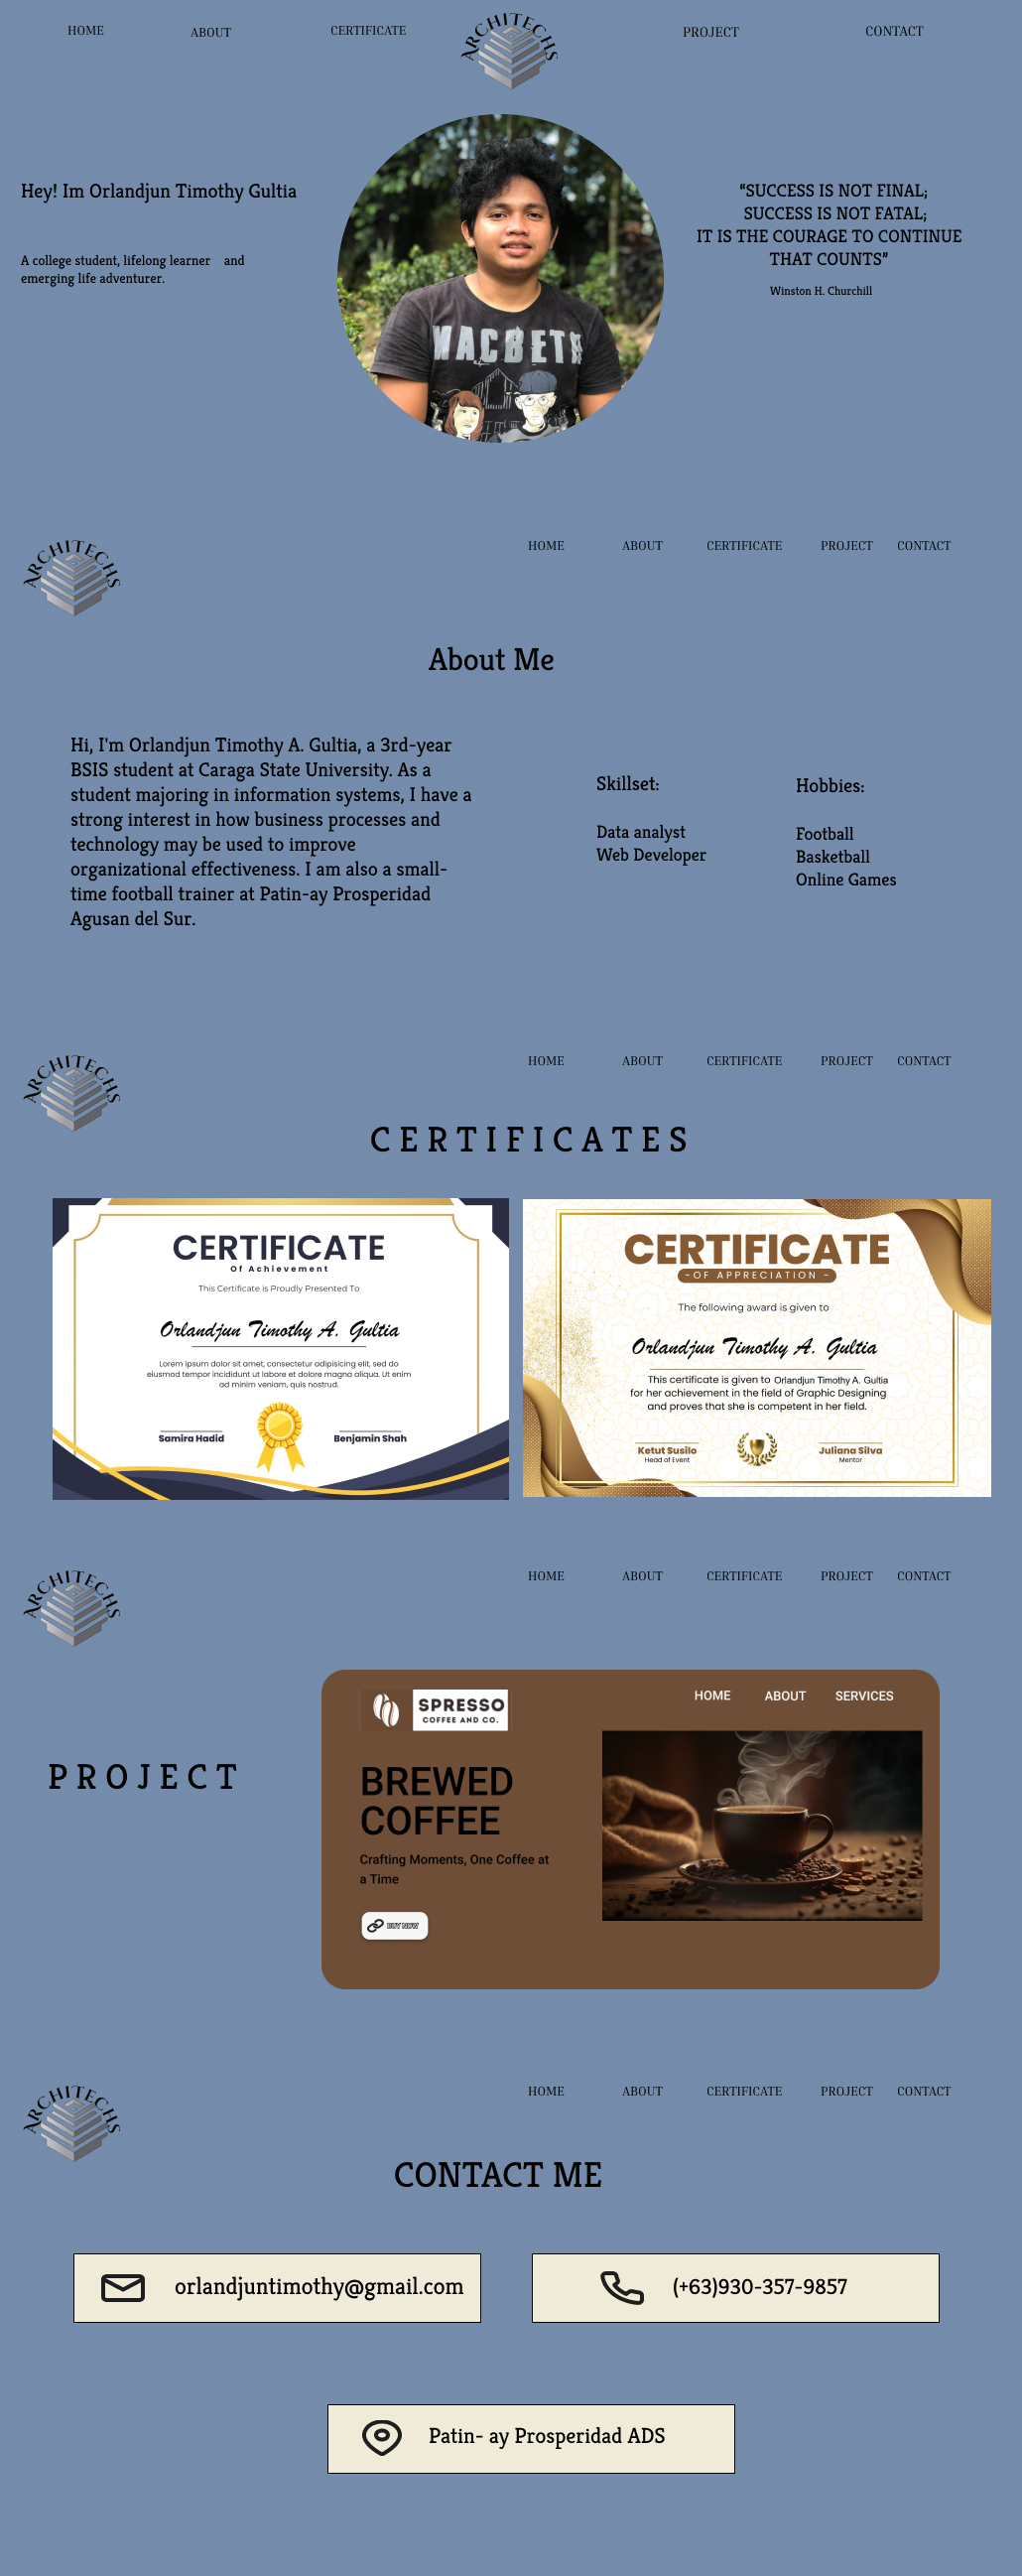 HOME ABOUT CERTIFICATE ARCHITECHS PROJECT CONTACT
Hey! Im Orlandjun Timothy Gultia
A college student, lifelong learner and
emerging life adventurer.
MACBETH
“SUCCESS IS NOT FINAL;
SUCCESS IS NOT FATAL;
IT IS THE COURAGE TO CONTINUE
THAT COUNTS”
Winston H. Churchill
ARCHITECHS
HOME ABOUT CERTIFICATE PROJECT CONTACT
About Me
Hi, I'm Orlandjun Timothy A. Gultia, a 3rd-year
BSIS student at Caraga State University. As a
student majoring in information systems, I have a
strong interest in how business processes and
technology may be used to improve
organizational effectiveness. I am also a small-
time football trainer at Patin-ay Prosperidad
Agusan del Sur.
Skillset:
Data analyst
Web Developer
Hobbies:
Football
Basketball
Online Games
ARCHITECHS
HOME ABOUT CERTIFICATE PROJECT CONTACT
CERTIFICATES
CERTIFICATE
Of Achievement
This Certificate is Proudly Presented To
Orlandjun Timothy A. Gultia
Lorem ipsum dolor sit amet, consectetur adipisicing elit, sed do
eiusmod tempor incididunt ut labore et dolore magna aliqua. Ut enim
ad minim veniam, quis nostrud.
Samira Hadid
Benjamin Shah
CERTIFICATE
-OF APPRECIATION -
The following award is given to
Orlandjun Timothy A. Gultia
This certificate is given to Orlandjun Timothy A. Gultia
for her achievement in the field of Graphic Designing
and proves that she is competent in her field.
Ketut Susilo
Head of Event
Juliana Silva
Mentor
ARCHITECHS
HOME ABOUT CERTIFICATE PROJECT CONTACT
PROJECT
SPRESSO
COFFEE AND CO.
HOME ABOUT SERVICES
BREWED
COFFEE
Crafting Moments, One Coffee at
a Time
BUY NOW
ARCHITECHS
HOME ABOUT CERTIFICATE PROJECT CONTACT
CONTACT ME
orlandjuntimothy@gmail.com
(+63)930-357-9857
Patin- ay Prosperidad ADS